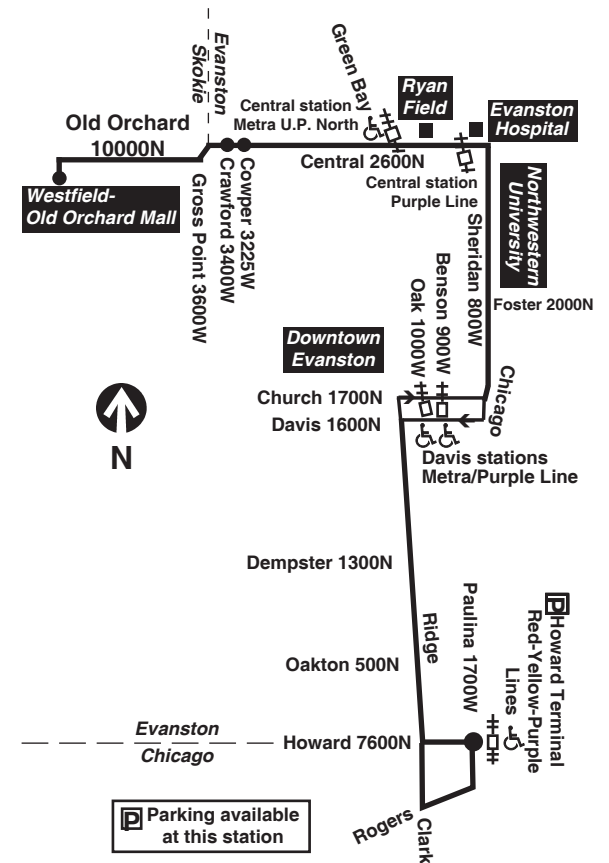 Evanston
Skokie
Green Bay
Ryan
Field
Central station
Metra U.P. North
Evanston
Hospital
Old Orchard
10000N
Central 2600N
Central station
Purple Line
Westfield-
Old Orchard Mall
Gross Point 3600W
Crawford 3400W
Cowper 3225W
Sheridan 800W
Northwestern
University
Foster 2000N
Benson 900W
Oak 1000W
Downtown
Evanston
Church 1700N
Davis 1600N
Chicago
Davis stations
Metra/Purple Line
N
Dempster 1300N
Ridge
Paulina 1700W
P Howard Terminal
Red-Yellow-Purple
Lines
Oakton 500N
Evanston
Chicago
Howard 7600N
P Parking available
at this station
Rogers
Clark